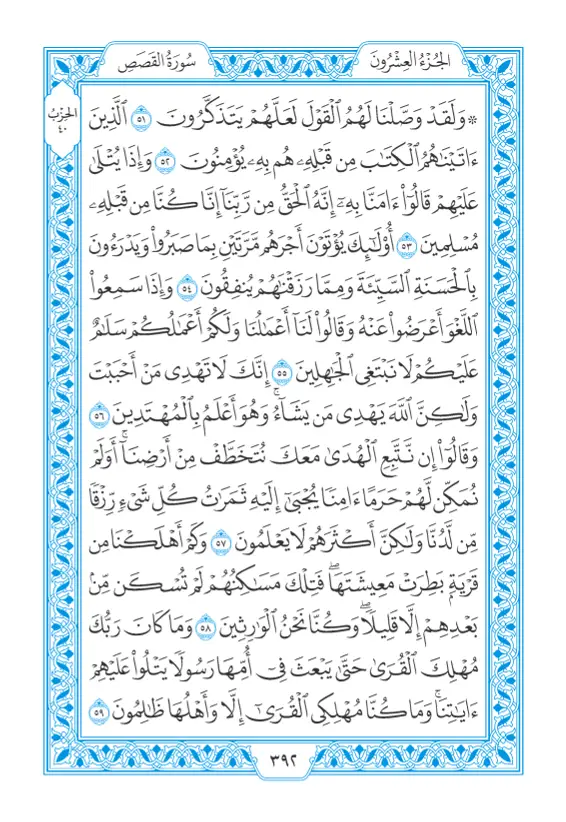 الجُزْءُ العِشْرُونَ
سُورَةُ القَصَصِ
الحِزْبُ
٤٠
۞ وَلَقَدْ وَصَّلْنَا لَهُمُ ٱلْقَوْلَ لَعَلَّهُمْ يَتَذَكَّرُونَ ٥١ ٱلَّذِينَ
ءَاتَيْنَٰهُمُ ٱلْكِتَٰبَ مِن قَبْلِهِۦ هُم بِهِۦ يُؤْمِنُونَ ٥٢ وَإِذَا يُتْلَىٰ
عَلَيْهِمْ قَالُوٓا۟ ءَامَنَّا بِهِۦٓ إِنَّهُ ٱلْحَقُّ مِن رَّبِّنَآ إِنَّا كُنَّا مِن قَبْلِهِۦ
مُسْلِمِينَ ٥٣ أُو۟لَٰٓئِكَ يُؤْتَوْنَ أَجْرَهُم مَّرَّتَيْنِ بِمَا صَبَرُوا۟ وَيَدْرَءُونَ
بِٱلْحَسَنَةِ ٱلسَّيِّئَةَ وَمِمَّا رَزَقْنَٰهُمْ يُنفِقُونَ ٥٤ وَإِذَا سَمِعُوا۟
ٱللَّغْوَ أَعْرَضُوا۟ عَنْهُ وَقَالُوا۟ لَنَآ أَعْمَٰلُنَا وَلَكُمْ أَعْمَٰلُكُمْ سَلَٰمٌ
عَلَيْكُمْ لَا نَبْتَغِى ٱلْجَٰهِلِينَ ٥٥ إِنَّكَ لَا تَهْدِى مَنْ أَحْبَبْتَ
وَلَٰكِنَّ ٱللَّهَ يَهْدِى مَن يَشَآءُ ۚ وَهُوَ أَعْلَمُ بِٱلْمُهْتَدِينَ ٥٦
وَقَالُوٓا۟ إِن نَّتَّبِعِ ٱلْهُدَىٰ مَعَكَ نُتَخَطَّفْ مِنْ أَرْضِنَآ ۚ أَوَلَمْ
نُمَكِّن لَّهُمْ حَرَمًا ءَامِنًا يُجْبَىٰٓ إِلَيْهِ ثَمَرَٰتُ كُلِّ شَىْءٍ رِّزْقًا
مِّن لَّدُنَّا وَلَٰكِنَّ أَكْثَرَهُمْ لَا يَعْلَمُونَ ٥٧ وَكَمْ أَهْلَكْنَا مِن
قَرْيَةٍۭ بَطِرَتْ مَعِيشَتَهَا ۖ فَتِلْكَ مَسَٰكِنُهُمْ لَمْ تُسْكَن مِّنۢ
بَعْدِهِمْ إِلَّا قَلِيلًا ۖ وَكُنَّا نَحْنُ ٱلْوَٰرِثِينَ ٥٨ وَمَا كَانَ رَبُّكَ
مُهْلِكَ ٱلْقُرَىٰ حَتَّىٰ يَبْعَثَ فِىٓ أُمِّهَا رَسُولًا يَتْلُوا۟ عَلَيْهِمْ
ءَايَٰتِنَا ۚ وَمَا كُنَّا مُهْلِكِى ٱلْقُرَىٰٓ إِلَّا وَأَهْلُهَا ظَٰلِمُونَ ٥٩
٣٩٢